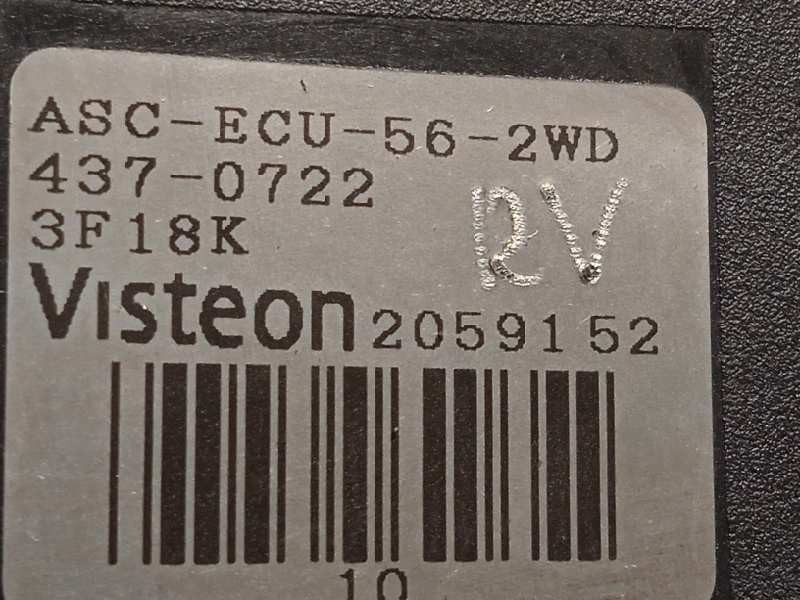 ASC-ECU-56-2WD
437-0722
3F18K
RV
Visteon 2059152
10